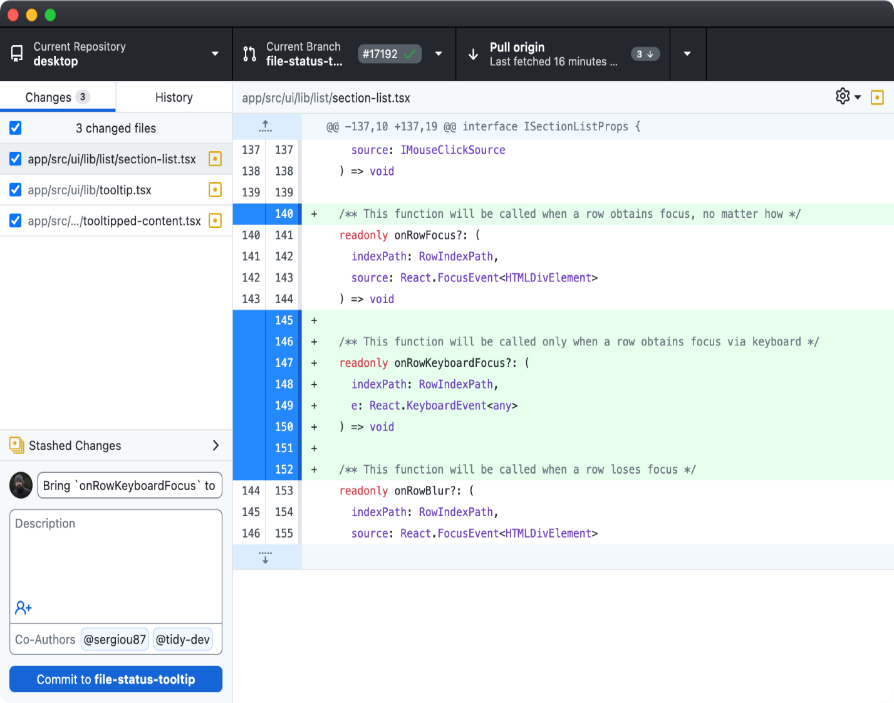 Current Repository
desktop
Current Branch
file-status-t...
#17192
Pull origin
Last fetched 16 minutes ...
3
Changes 3
History
app/src/ui/lib/list/section-list.tsx
3 changed files
app/src/ui/lib/list/section-list.tsx
app/src/ui/lib/tooltip.tsx
app/src/.../tooltipped-content.tsx
@@ -137,10 +137,19 @@ interface ISectionListProps {
137 137 source: IMouseClickSource
138 138 ) => void
139 139
140 + /** This function will be called when a row obtains focus, no matter how */
140 141 readonly onRowFocus?: (
141 142 indexPath: RowIndexPath,
142 143 source: React.FocusEvent<HTMLDivElement>
143 144 ) => void
145 +
146 + /** This function will be called only when a row obtains focus via keyboard */
147 + readonly onRowKeyboardFocus?: (
148 + indexPath: RowIndexPath,
149 + e: React.KeyboardEvent<any>
150 + ) => void
151 +
152 + /** This function will be called when a row loses focus */
144 153 readonly onRowBlur?: (
145 154 indexPath: RowIndexPath,
146 155 source: React.FocusEvent<HTMLDivElement>
Stashed Changes
Bring `onRowKeyboardFocus` to
Description
Co-Authors @sergiou87 @tidy-dev
Commit to file-status-tooltip